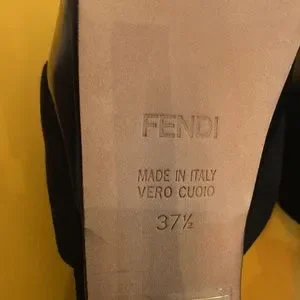 FENDI
MADE IN ITALY
VERO CUOIO
37½